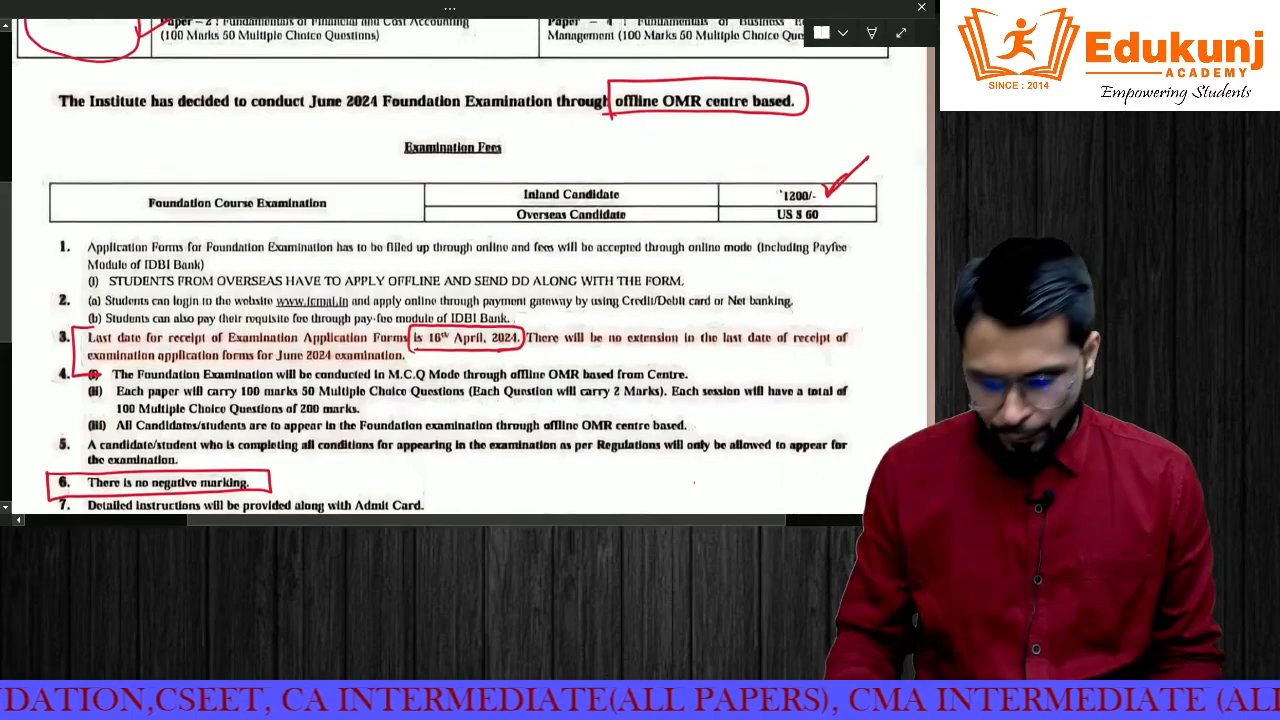 Paper – 2 : Fundamentals of Financial and Cost Accounting
(100 Marks 50 Multiple Choice Questions)
Paper – 4 : Fundamentals of Business
Management (100 Marks 50 Multiple Choice
The Institute has decided to conduct June 2024 Foundation Examination through offline OMR centre based.
Examination Fees
Foundation Course Examination
Inland Candidate
1200/-
Overseas Candidate
US $ 60
1. Application Forms for Foundation Examination has to be filled up through online and fees will be accepted through online mode (including Payfee
Module of IDBI Bank)
(i) STUDENTS FROM OVERSEAS HAVE TO APPLY OFFLINE AND SEND DD ALONG WITH THE FORM.
2. (a) Students can login to the website www.icmai.in and apply online through payment gateway by using Credit/Debit card or Net banking.
(b) Students can also pay their requisite fee through pay-fee module of IDBI Bank.
3. Last date for receipt of Examination Application Forms is 16th April, 2024. There will be no extension in the last date of receipt of
examination application forms for June 2024 examination.
4. (i) The Foundation Examination will be conducted in M.C.Q Mode through offline OMR based from Centre.
(ii) Each paper will carry 100 marks 50 Multiple Choice Questions (Each Question will carry 2 Marks). Each session will have a total of
100 Multiple Choice Questions of 200 marks.
(iii) All Candidates/students are to appear in the Foundation examination through offline OMR centre based.
5. A candidate/student who is completing all conditions for appearing in the examination as per Regulations will only be allowed to appear for
the examination.
6. There is no negative marking.
7. Detailed instructions will be provided along with Admit Card.
Edukunj
ACADEMY
SINCE : 2014
Empowering Students
NDATION,CSEET, CA INTERMEDIATE(ALL PAPERS), CMA INTERMEDIATE (ALL